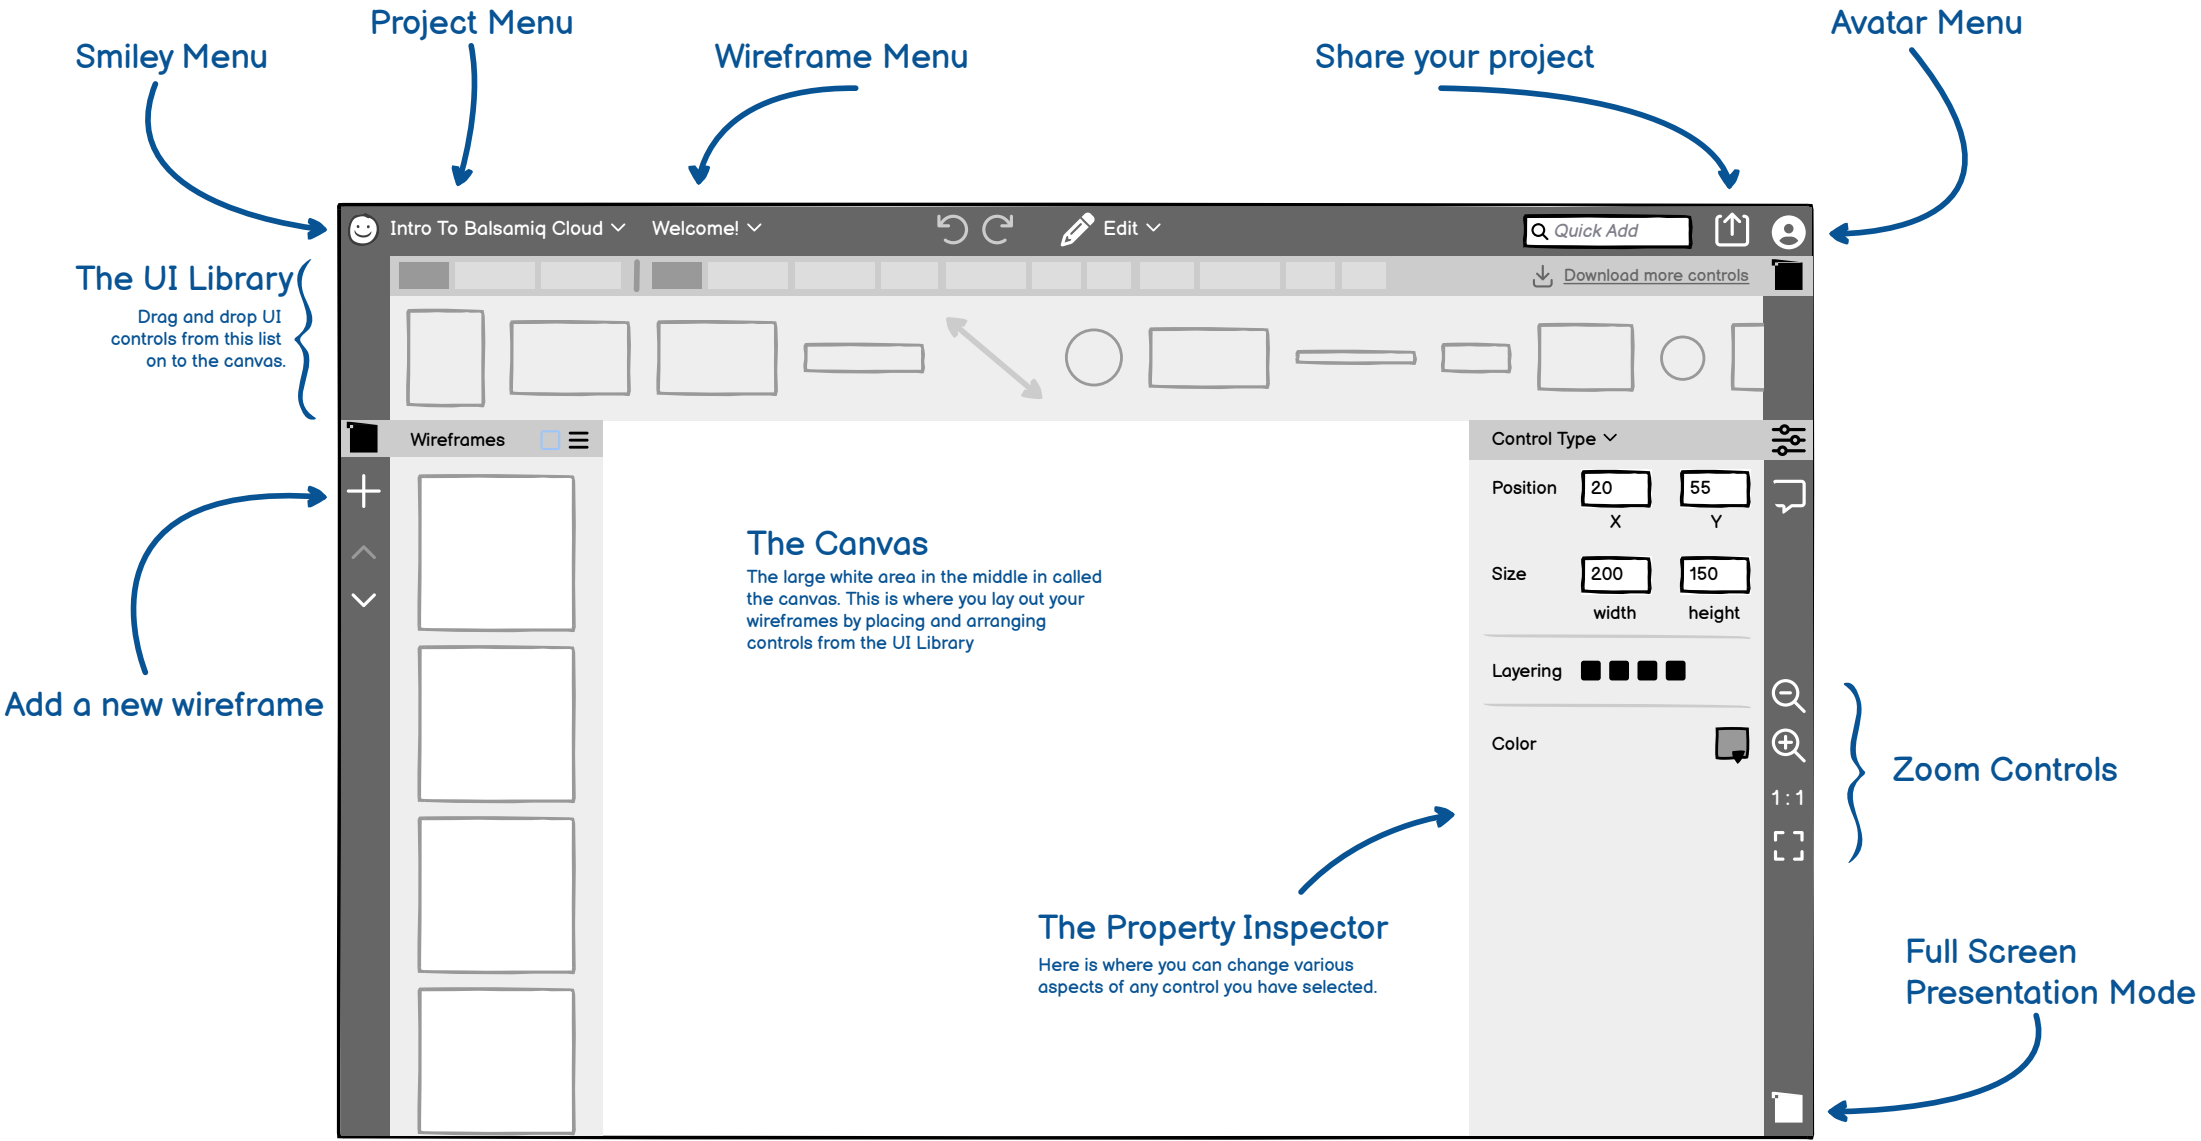 Project Menu
Avatar Menu
Smiley Menu
Wireframe Menu
Share your project
Intro To Balsamiq Cloud
Welcome!
Edit
Quick Add
The UI Library
Download more controls
Drag and drop UI
controls from this list
on to the canvas.
Wireframes
Control Type
Position
20
55
X
Y
Size
200
150
width
height
Layering
Color
The Canvas
The large white area in the middle in called
the canvas. This is where you lay out your
wireframes by placing and arranging
controls from the UI Library
Add a new wireframe
Zoom Controls
1:1
The Property Inspector
Here is where you can change various
aspects of any control you have selected.
Full Screen
Presentation Mode